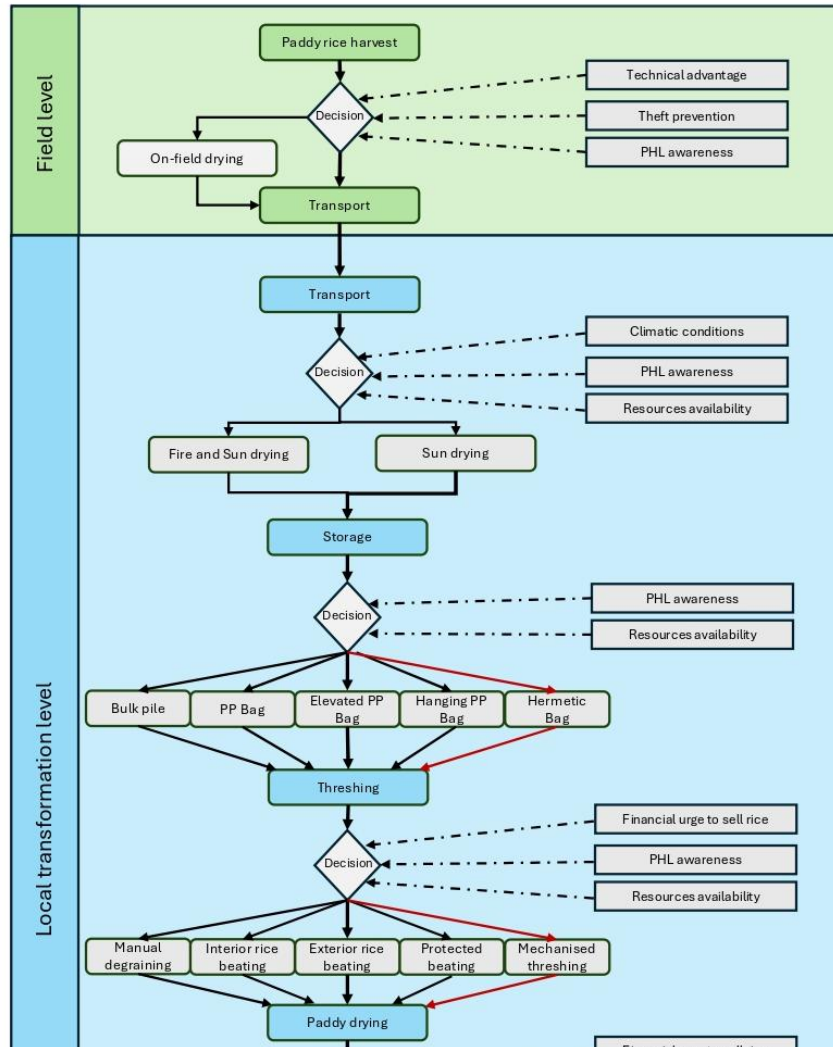 Field level
Paddy rice harvest
Decision
Technical advantage
Theft prevention
PHL awareness
On-field drying
Transport
Local transformation level
Transport
Decision
Climatic conditions
PHL awareness
Resources availability
Fire and Sun drying
Sun drying
Storage
Decision
PHL awareness
Resources availability
Bulk pile
PP Bag
Elevated PP
Bag
Hanging PP
Bag
Hermetic
Bag
Threshing
Decision
Financial urge to sell rice
PHL awareness
Resources availability
Manual
degraining
Interior rice
beating
Exterior rice
beating
Protected
beating
Mechanised
threshing
Paddy drying